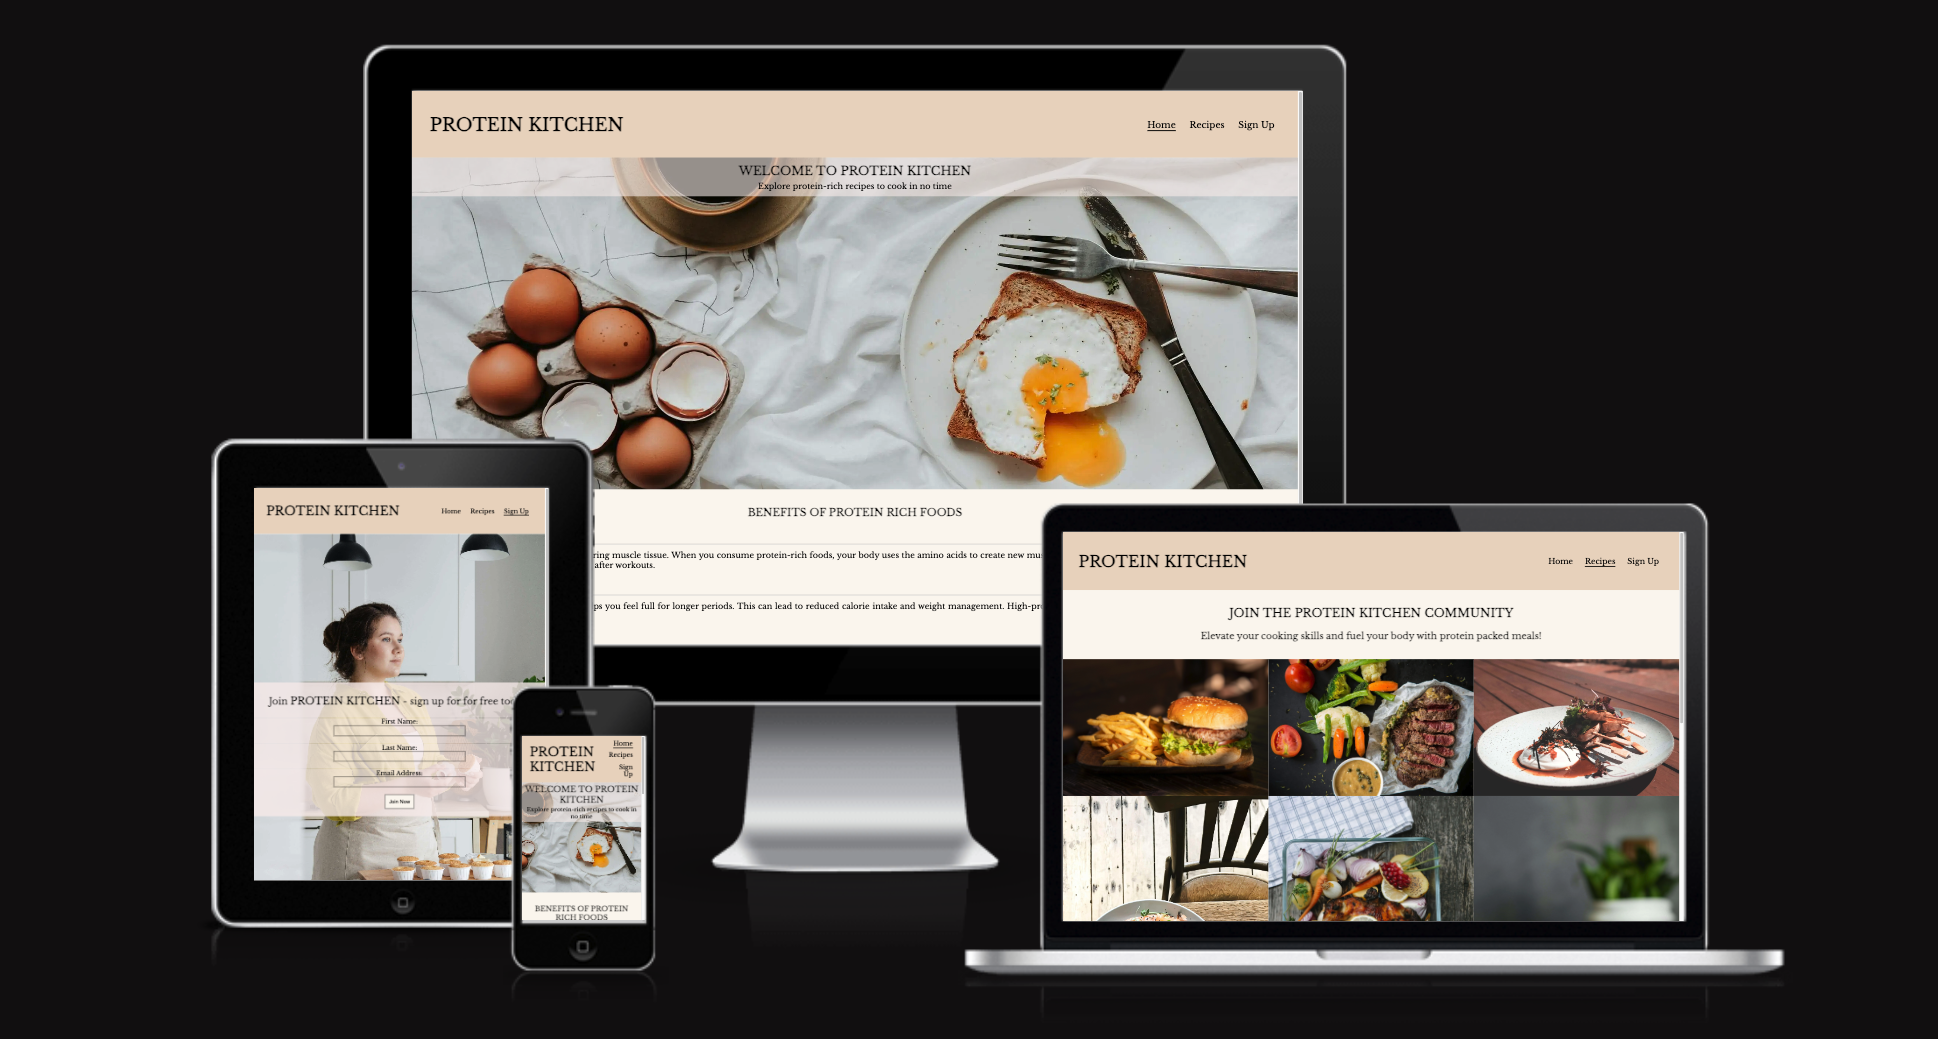 PROTEIN KITCHEN
Home Recipes Sign Up
WELCOME TO PROTEIN KITCHEN
Explore protein-rich recipes to cook in no time
BENEFITS OF PROTEIN RICH FOODS
ring muscle tissue. When you consume protein-rich foods, your body uses the amino acids to create new mu
after workouts.
ps you feel full for longer periods. This can lead to reduced calorie intake and weight management. High-pr
PROTEIN KITCHEN
Home Recipes Sign Up
Join PROTEIN KITCHEN - sign up for for free to
First Name:
Last Name:
Email Address:
Join Now
PROTEIN
KITCHEN
Home
Recipes
Sign
Up
WELCOME TO PROTEIN
KITCHEN
Explore protein-rich recipes to cook in
no time
BENEFITS OF PROTEIN
RICH FOODS
PROTEIN KITCHEN
Home Recipes Sign Up
JOIN THE PROTEIN KITCHEN COMMUNITY
Elevate your cooking skills and fuel your body with protein packed meals!